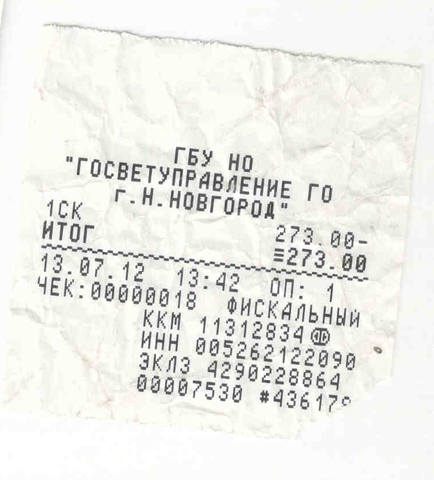 ГБУ НО
"ГОСВЕТУПРАВЛЕНИЕ ГО
Г.Н.НОВГОРОД"
1СК 273.00-
ИТОГ ≡273.00
13.07.12 13:42 ОП: 1
ЧЕК:00000018 ФИСКАЛЬНЫЙ
ККМ 11312834
ИНН 005262122090
ЭКЛЗ 4290228864
00007530 #436179